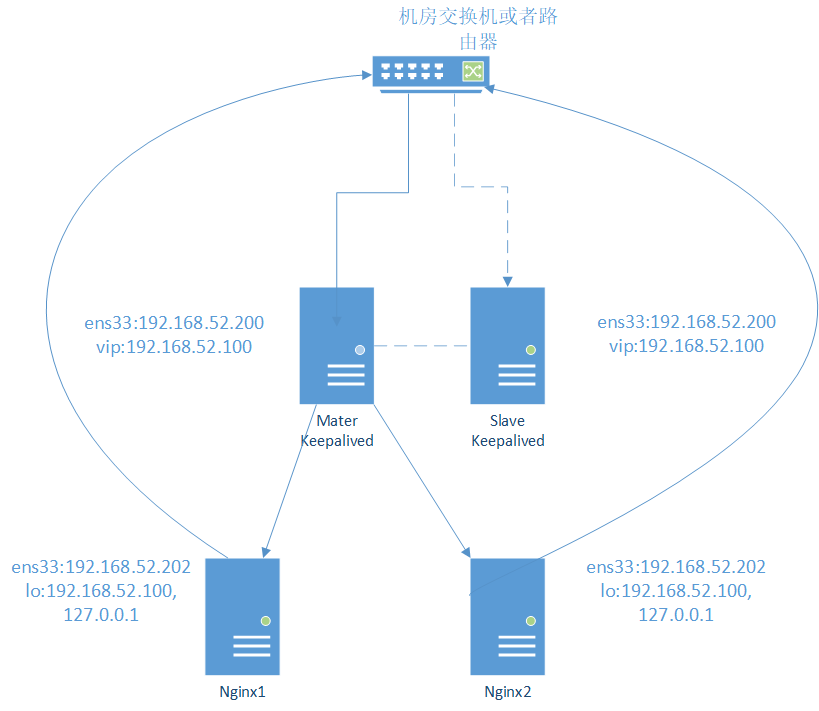 机房交换机或者路
由器
ens33:192.168.52.200
vip:192.168.52.100
ens33:192.168.52.200
vip:192.168.52.100
Mater
Keepalived
Slave
Keepalived
ens33:192.168.52.202
lo:192.168.52.100,
127.0.0.1
ens33:192.168.52.202
lo:192.168.52.100,
127.0.0.1
Nginx1
Nginx2